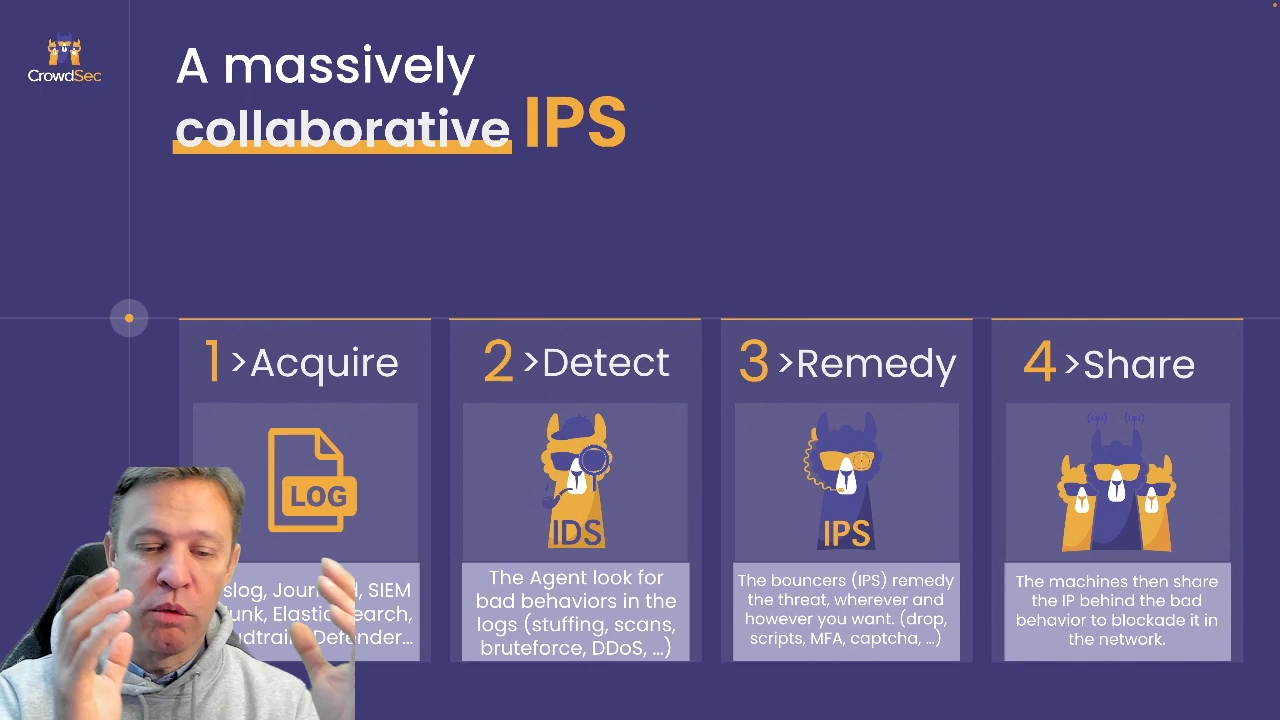 CrowdSec
A massively
collaborative IPS
1 >Acquire
LOG
SIEM
2 >Detect
IDS
The Agent look for
bad behaviors in the
logs (stuffing, scans,
bruteforce, DDoS, ...)
3 >Remedy
IPS
The bouncers (IPS) remedy
the threat, wherever and
however you want. (drop,
scripts, MFA, captcha, ...)
4 >Share
The machines then share
the IP behind the bad
behavior to blockade it in
the network.